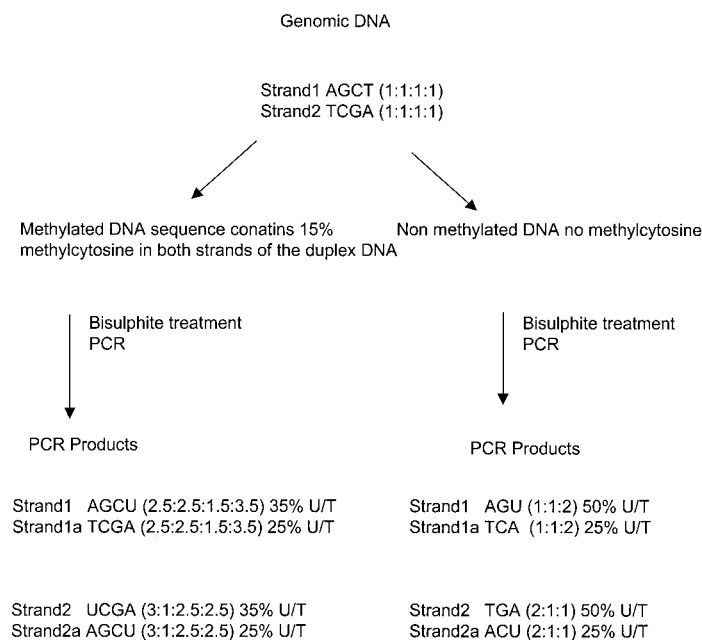 Genomic DNA
Strand1 AGCT (1:1:1:1)
Strand2 TCGA (1:1:1:1)
Methylated DNA sequence conatins 15%
methylcytosine in both strands of the duplex DNA
Non methylated DNA no methylcytosine
Bisulphite treatment
PCR
Bisulphite treatment
PCR
PCR Products
PCR Products
Strand1 AGCU (2.5:2.5:1.5:3.5) 35% U/T
Strand1a TCGA (2.5:2.5:1.5:3.5) 25% U/T
Strand1 AGU (1:1:2) 50% U/T
Strand1a TCA (1:1:2) 25% U/T
Strand2 UCGA (3:1:2.5:2.5) 35% U/T
Strand2a AGCU (3:1:2.5:2.5) 25% U/T
Strand2 TGA (2:1:1) 50% U/T
Strand2a ACU (2:1:1) 25% U/T